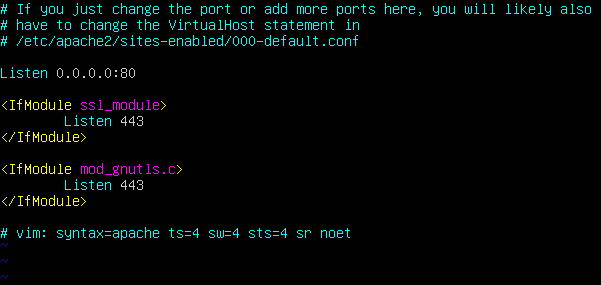 # If you just change the port or add more ports here, you will likely also
# have to change the VirtualHost statement in
# /etc/apache2/sites-enabled/000-default.conf

Listen 0.0.0.0:80

<IfModule ssl_module>
        Listen 443
</IfModule>

<IfModule mod_gnutls.c>
        Listen 443
</IfModule>

# vim: syntax=apache ts=4 sw=4 sts=4 sr noet
~
~
~